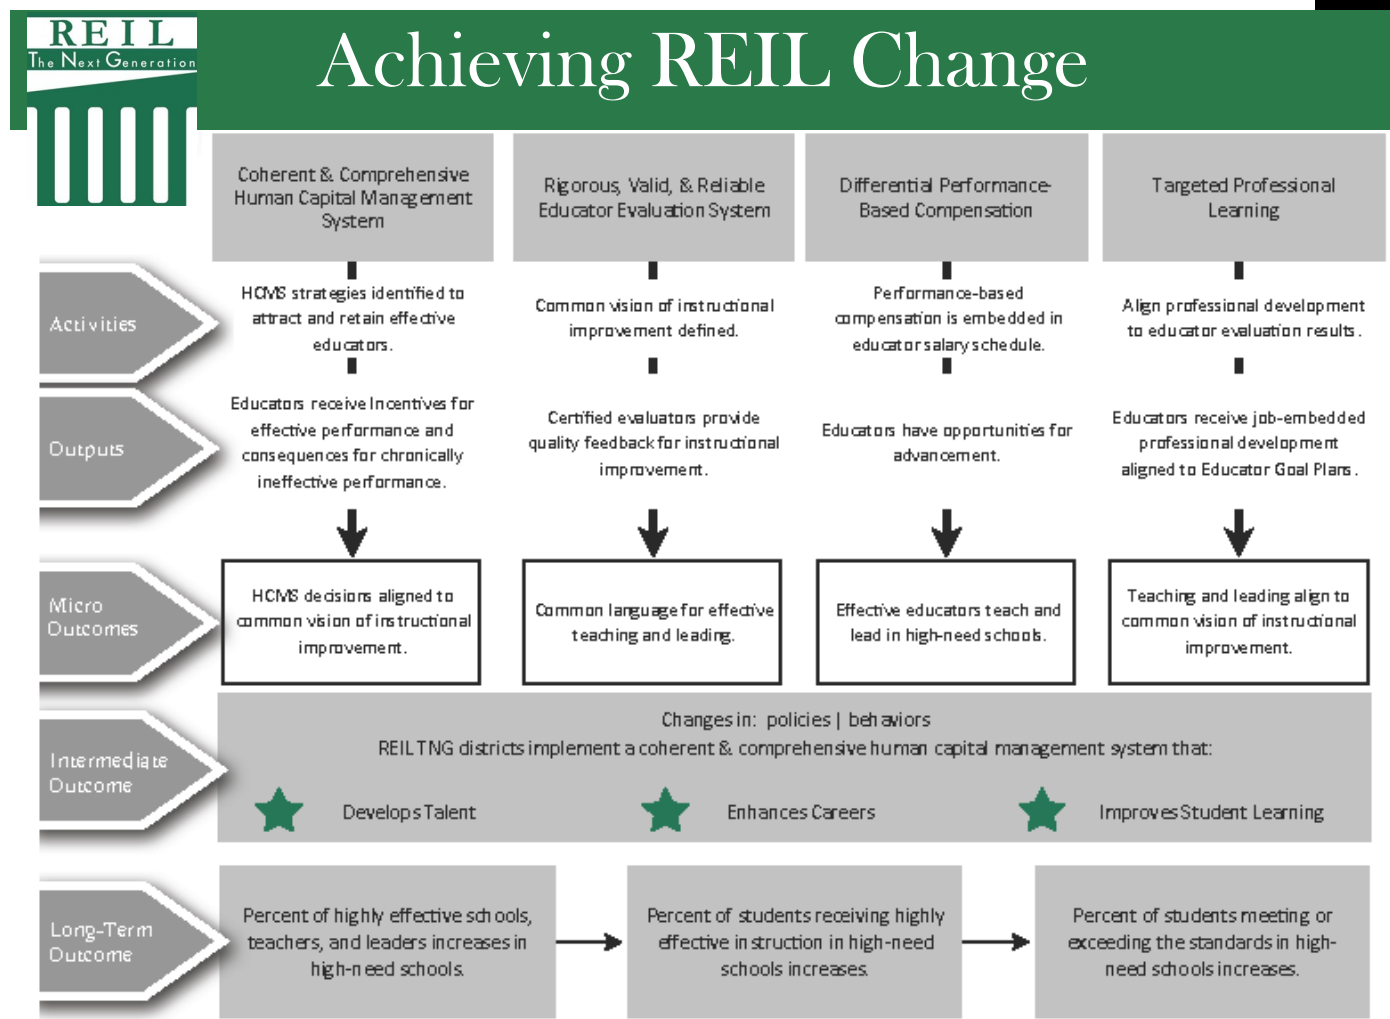 REIL
The Next Generation
Achieving REIL Change
Coherent & Comprehensive
Human Capital Management
System
Rigorous, Valid, & Reliable
Educator Evaluation System
Differential Performance-
Based Compensation
Targeted Professional
Learning
Activities
HCMS strategies identified to
attract and retain effective
educators.
Common vision of instructional
improvement defined.
Performance-based
compensation is embedded in
educator salary schedule.
Align professional development
to educator evaluation results.
Outputs
Educators receive Incentives for
effective performance and
consequences for chronically
ineffective performance.
Certified evaluators provide
quality feedback for instructional
improvement.
Educators have opportunities for
advancement.
Educators receive job-embedded
professional development
aligned to Educator Goal Plans.
Micro
Outcomes
HCMS decisions aligned to
common vision of instructional
improvement.
Common language for effective
teaching and leading.
Effective educators teach and
lead in high-need schools.
Teaching and leading align to
common vision of instructional
improvement.
Intermediate
Outcome
Changes in: policies | behaviors
REIL TNG districts implement a coherent & comprehensive human capital management system that:
Develops Talent
Enhances Careers
Improves Student Learning
Long-Term
Outcome
Percent of highly effective schools,
teachers, and leaders increases in
high-need schools.
Percent of students receiving highly
effective instruction in high-need
schools increases.
Percent of students meeting or
exceeding the standards in high-
need schools increases.